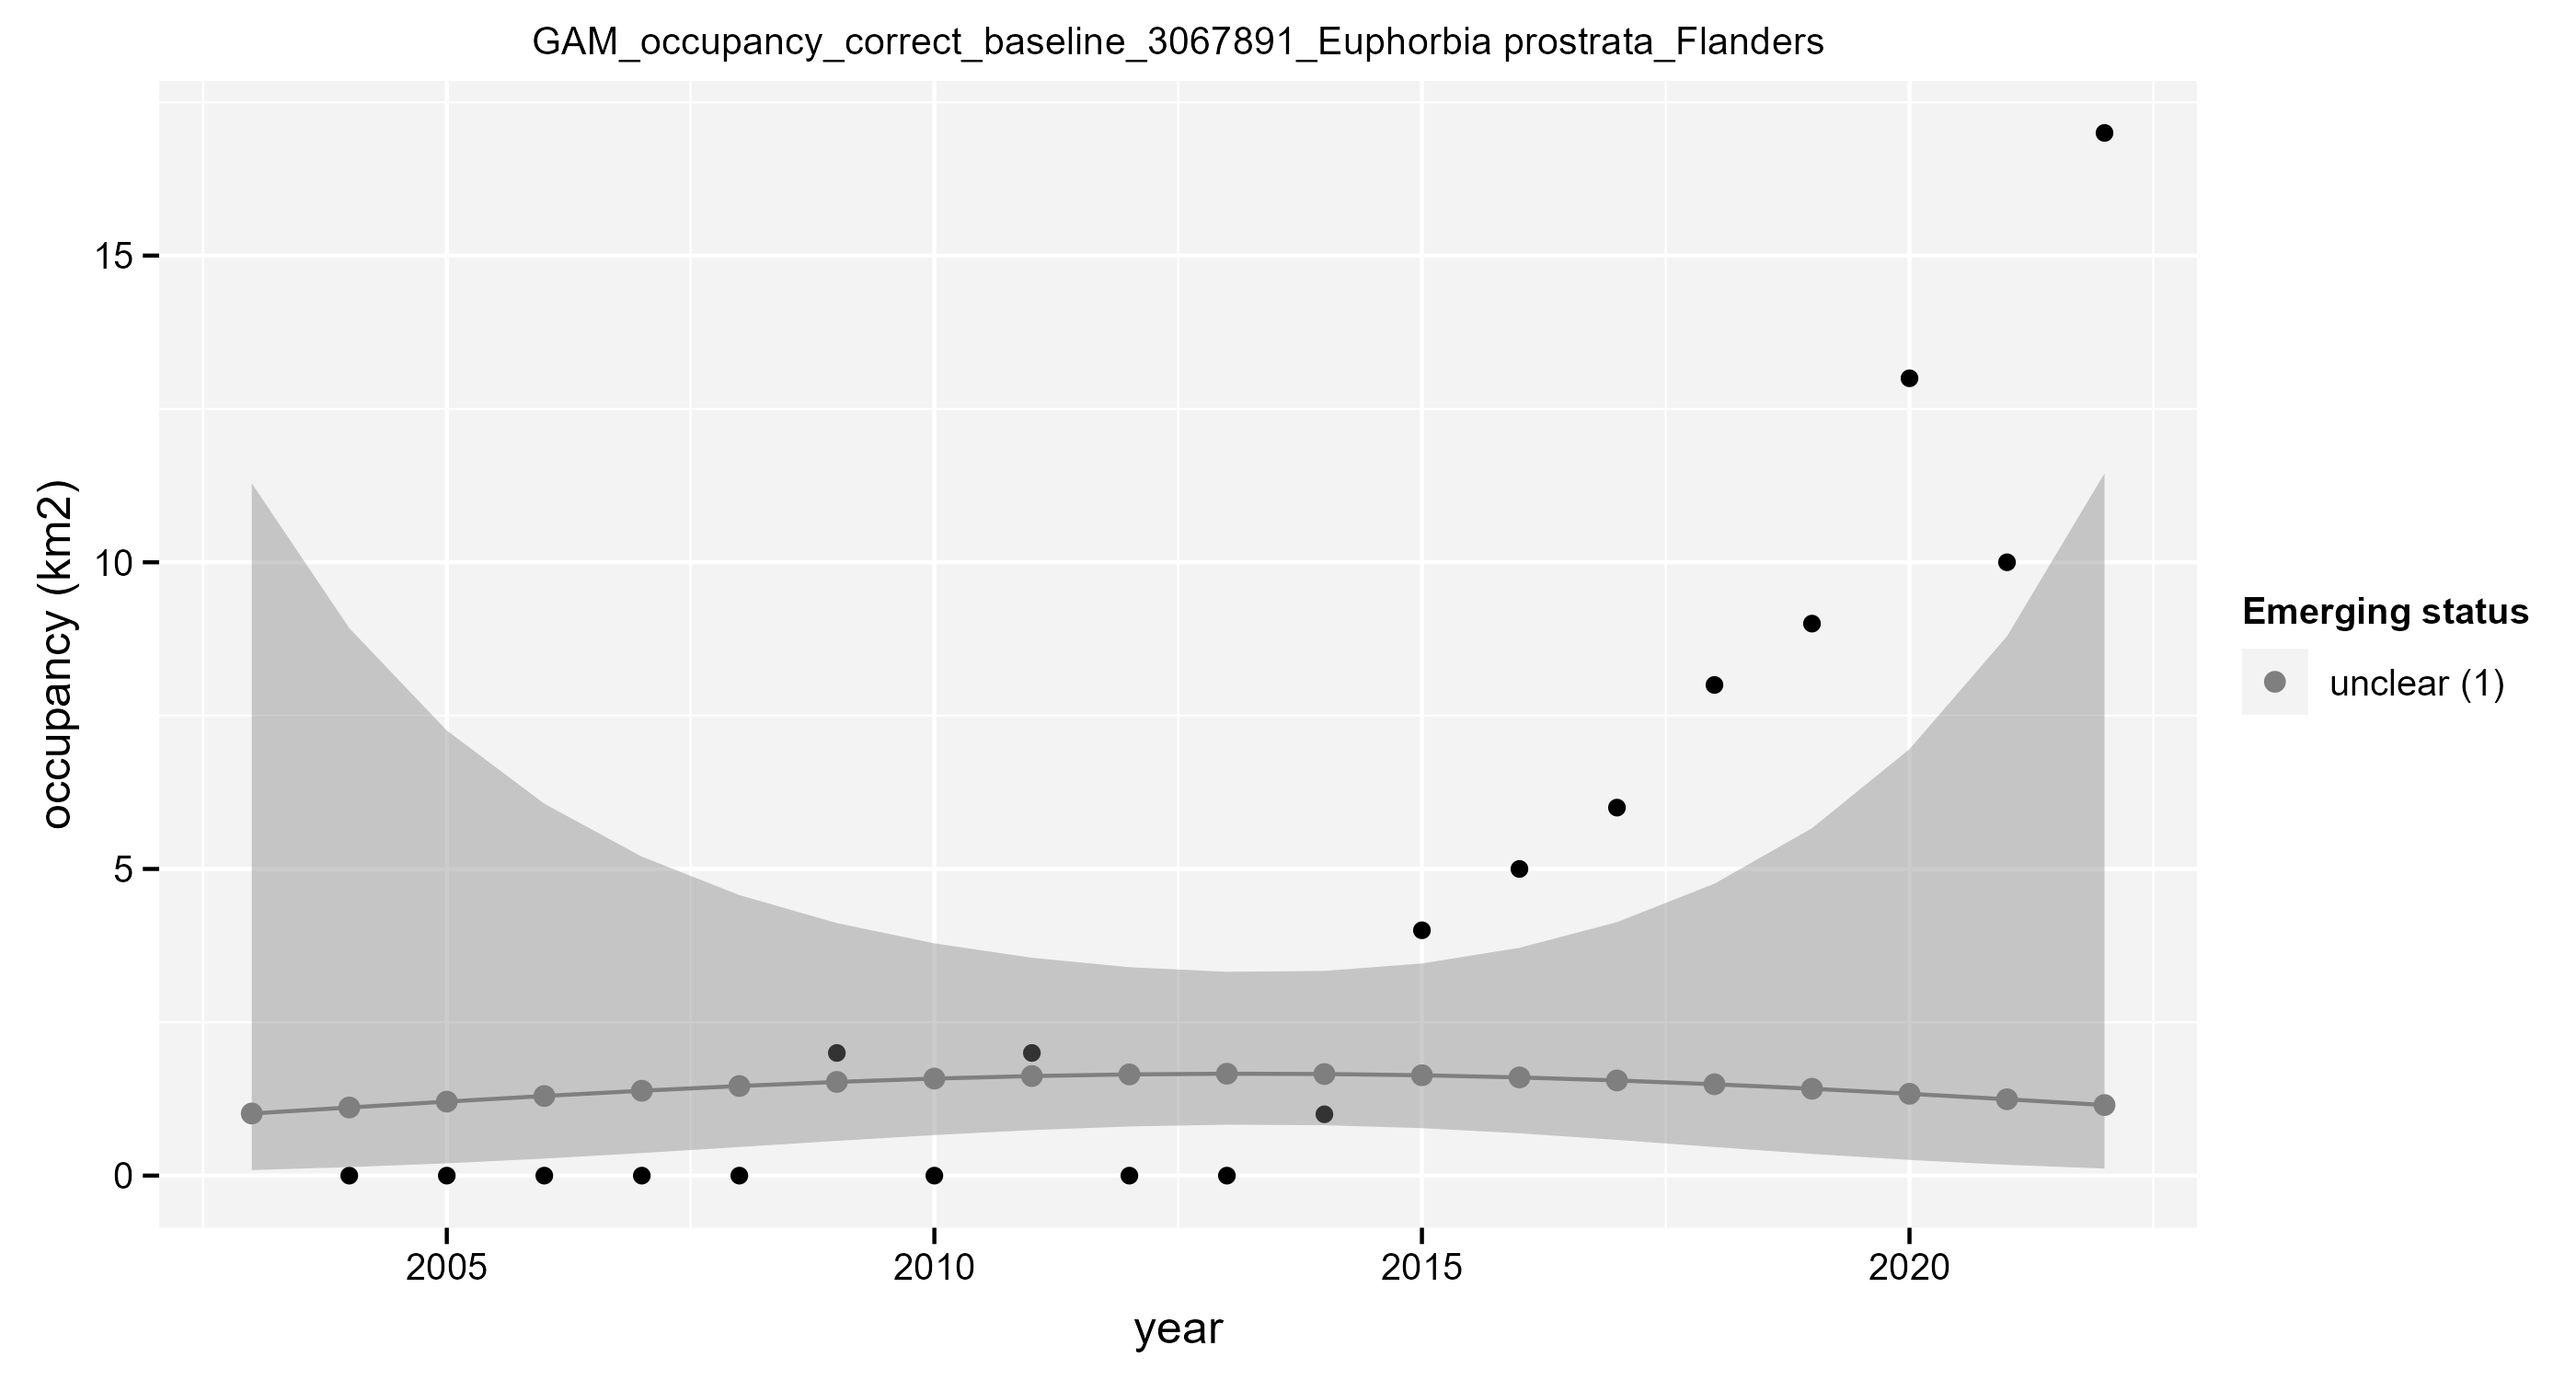 GAM_occupancy_correct_baseline_3067891_Euphorbia prostrata_Flanders
15
10
5
0
occupancy (km2)
2005
2010
2015
2020
year
Emerging status
unclear (1)